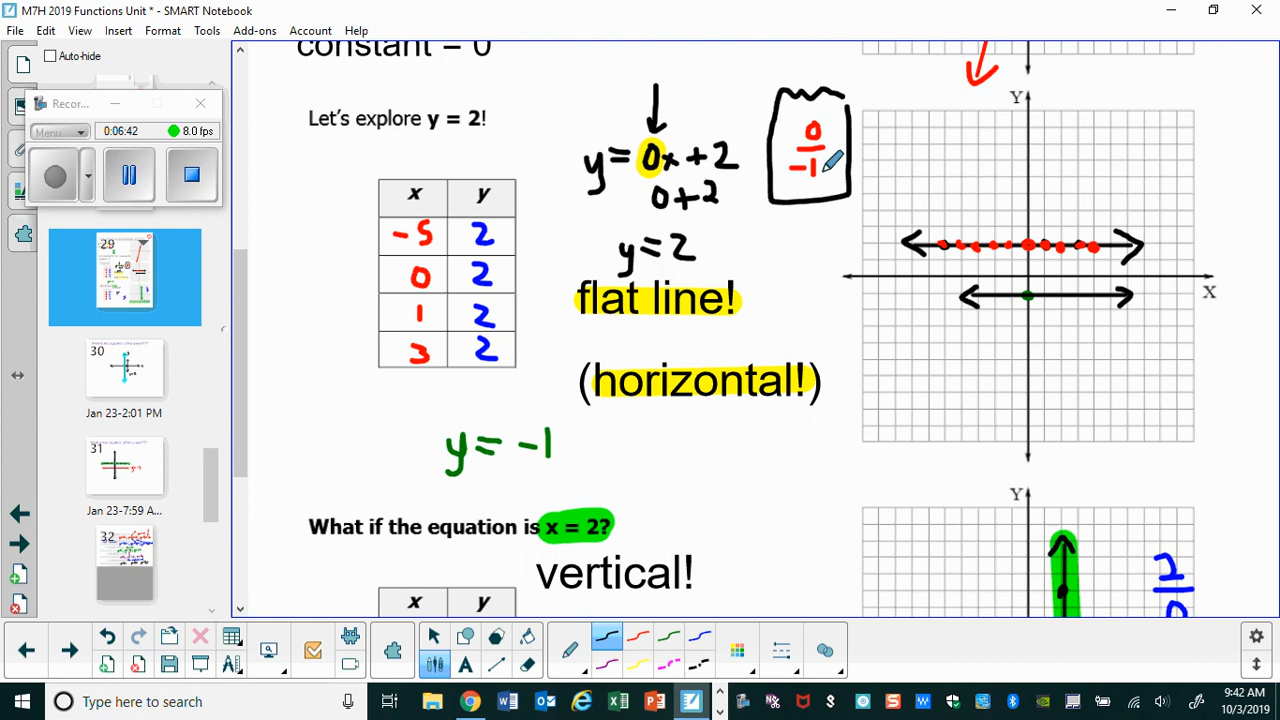 M7H 2019 Functions Unit * - SMART Notebook
File Edit View Insert Format Tools Add-ons Account Help
Auto-hide
Recor...
Menu 0:06:42 8.0 fps
29
30
Jan 23-2:01 PM
31
Jan 23-7:59 A...
32
constant = 0
Let's explore y = 2!
x y
-5 2
0 2
1 2
3 2
y = 0x + 2
0 + 2
y = 2
0
-1
flat line!
(horizontal!)
y = -1
What if the equation is x = 2?
vertical!
x y
Y
X
Y
2
0
Type here to search
9:42 AM
10/3/2019